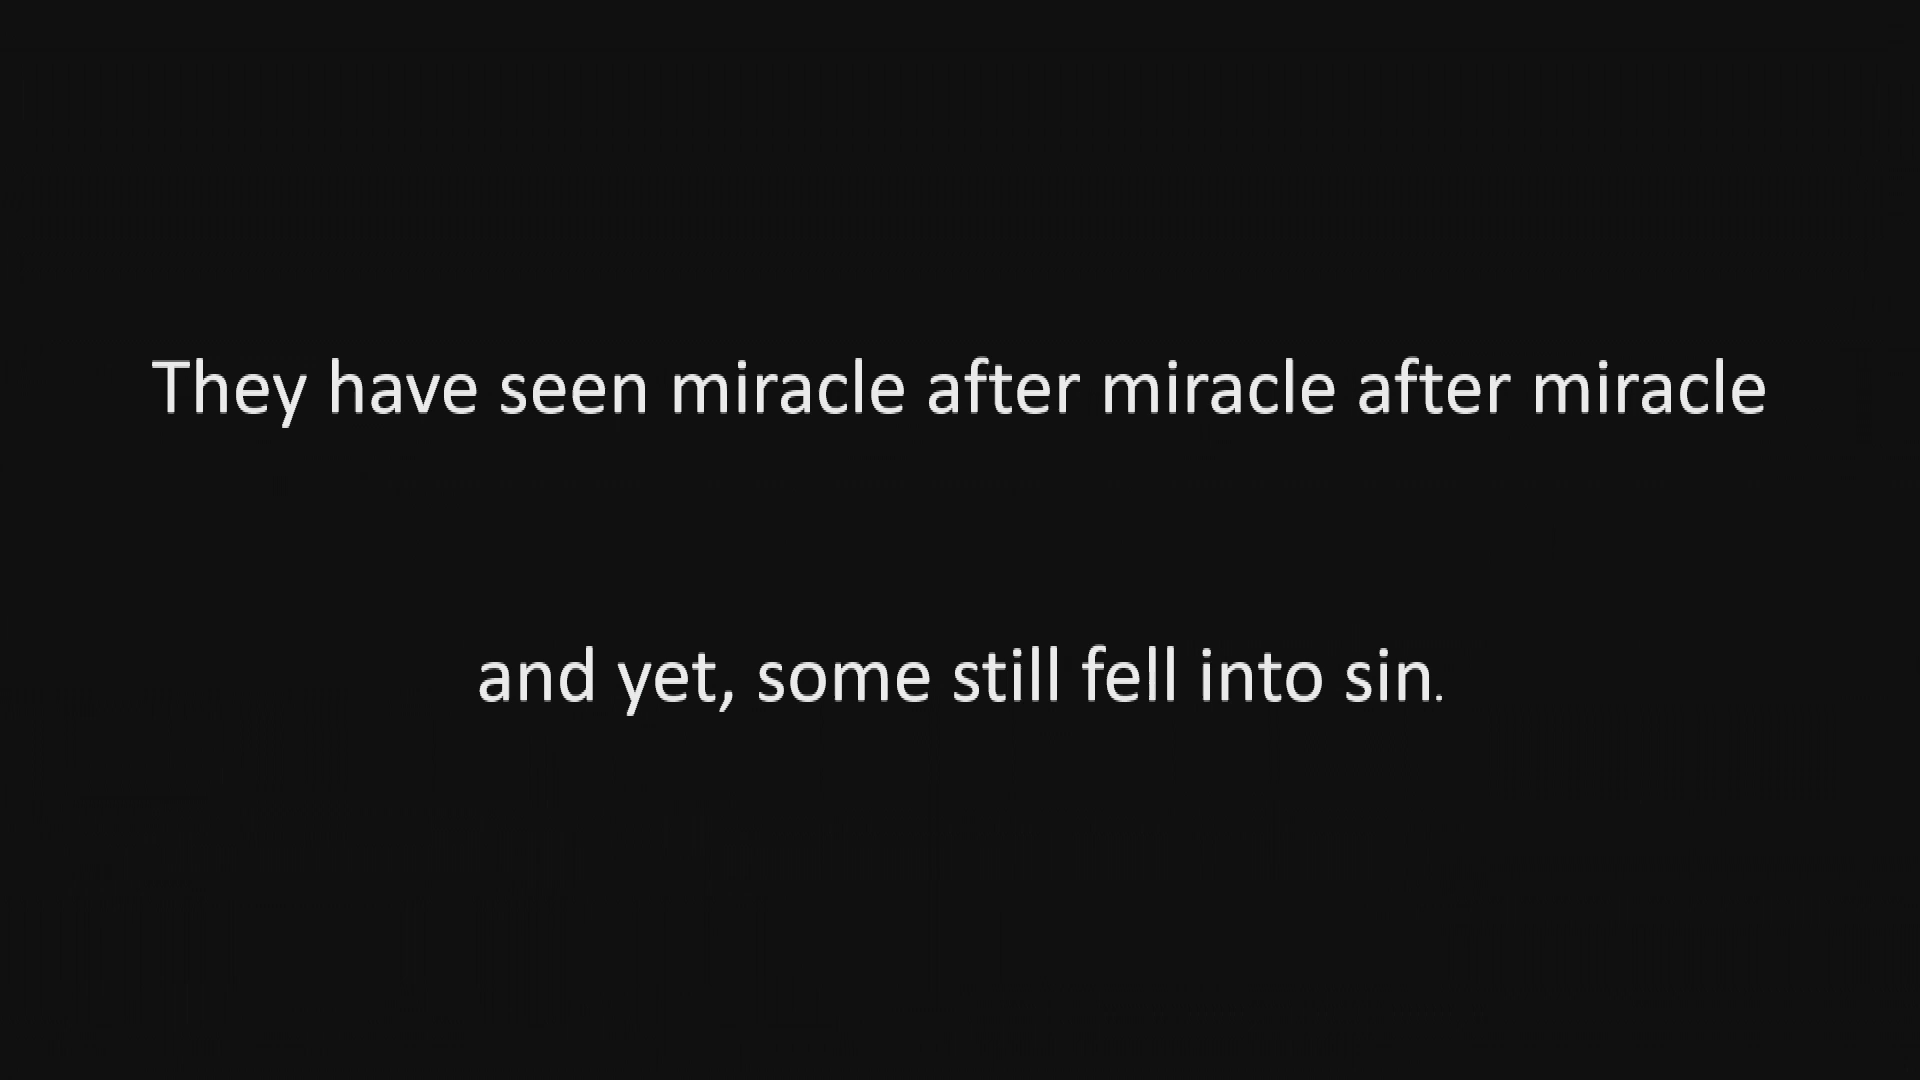 They have seen miracle after miracle after miracle
and yet, some still fell into sin.